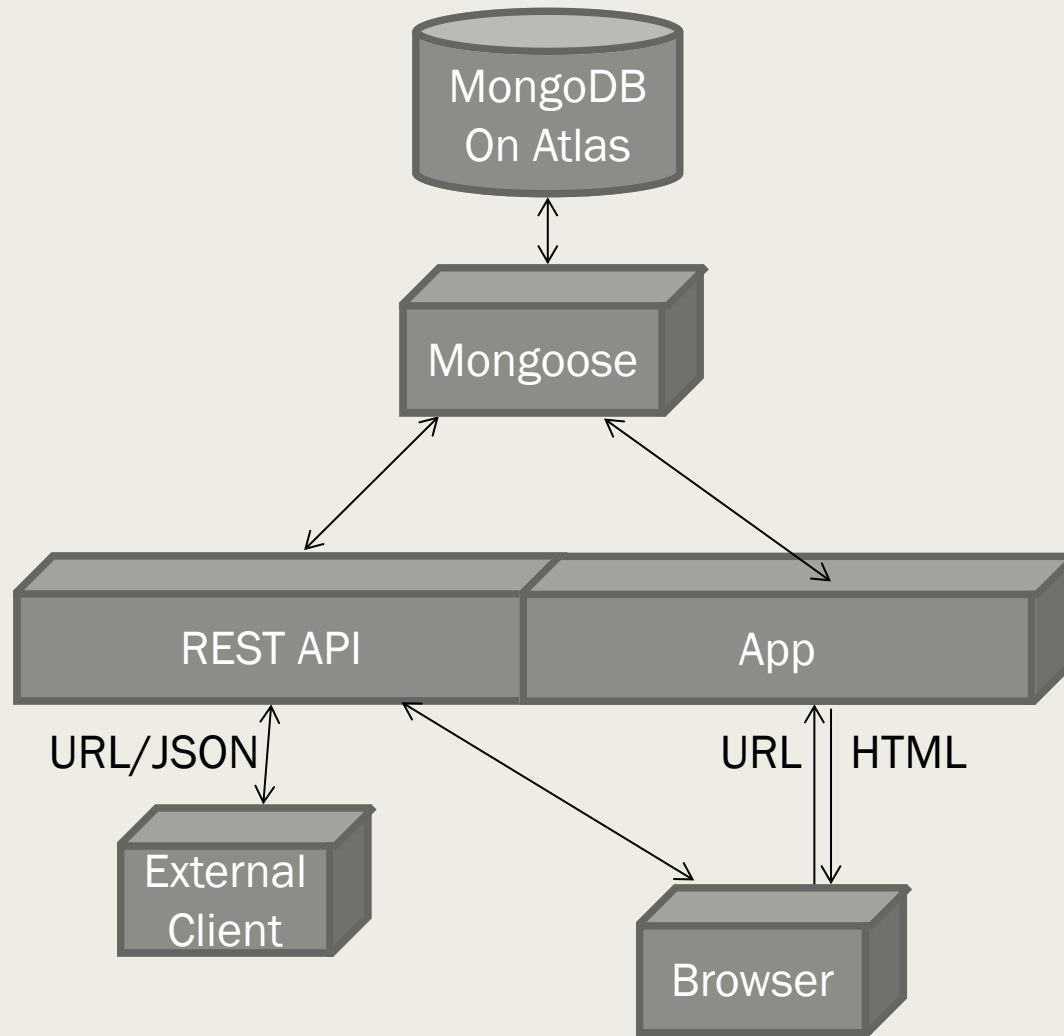 MongoDB
On Atlas
Mongoose
REST API
App
URL/JSON
URL
HTML
External
Client
Browser